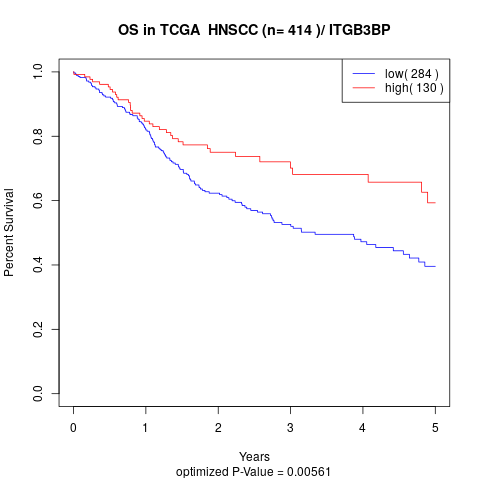 OS in TCGA HNSCC (n= 414 )/ ITGB3BP
low( 284 )
high( 130 )
Percent Survival
1.0
0.8
0.6
0.4
0.2
0.0
0 1 2 3 4 5
Years
optimized P-Value = 0.00561